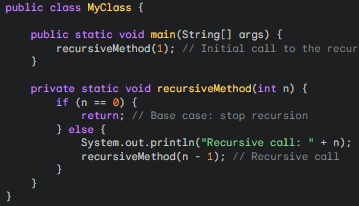 public class MyClass {
public static void main(String[] args) {
recursiveMethod(1); // Initial call to the recur
}
private static void recursiveMethod(int n) {
if (n == 0) {
return; // Base case: stop recursion
} else {
System.out.println("Recursive call: " + n);
recursiveMethod(n - 1); // Recursive call
}
}
}